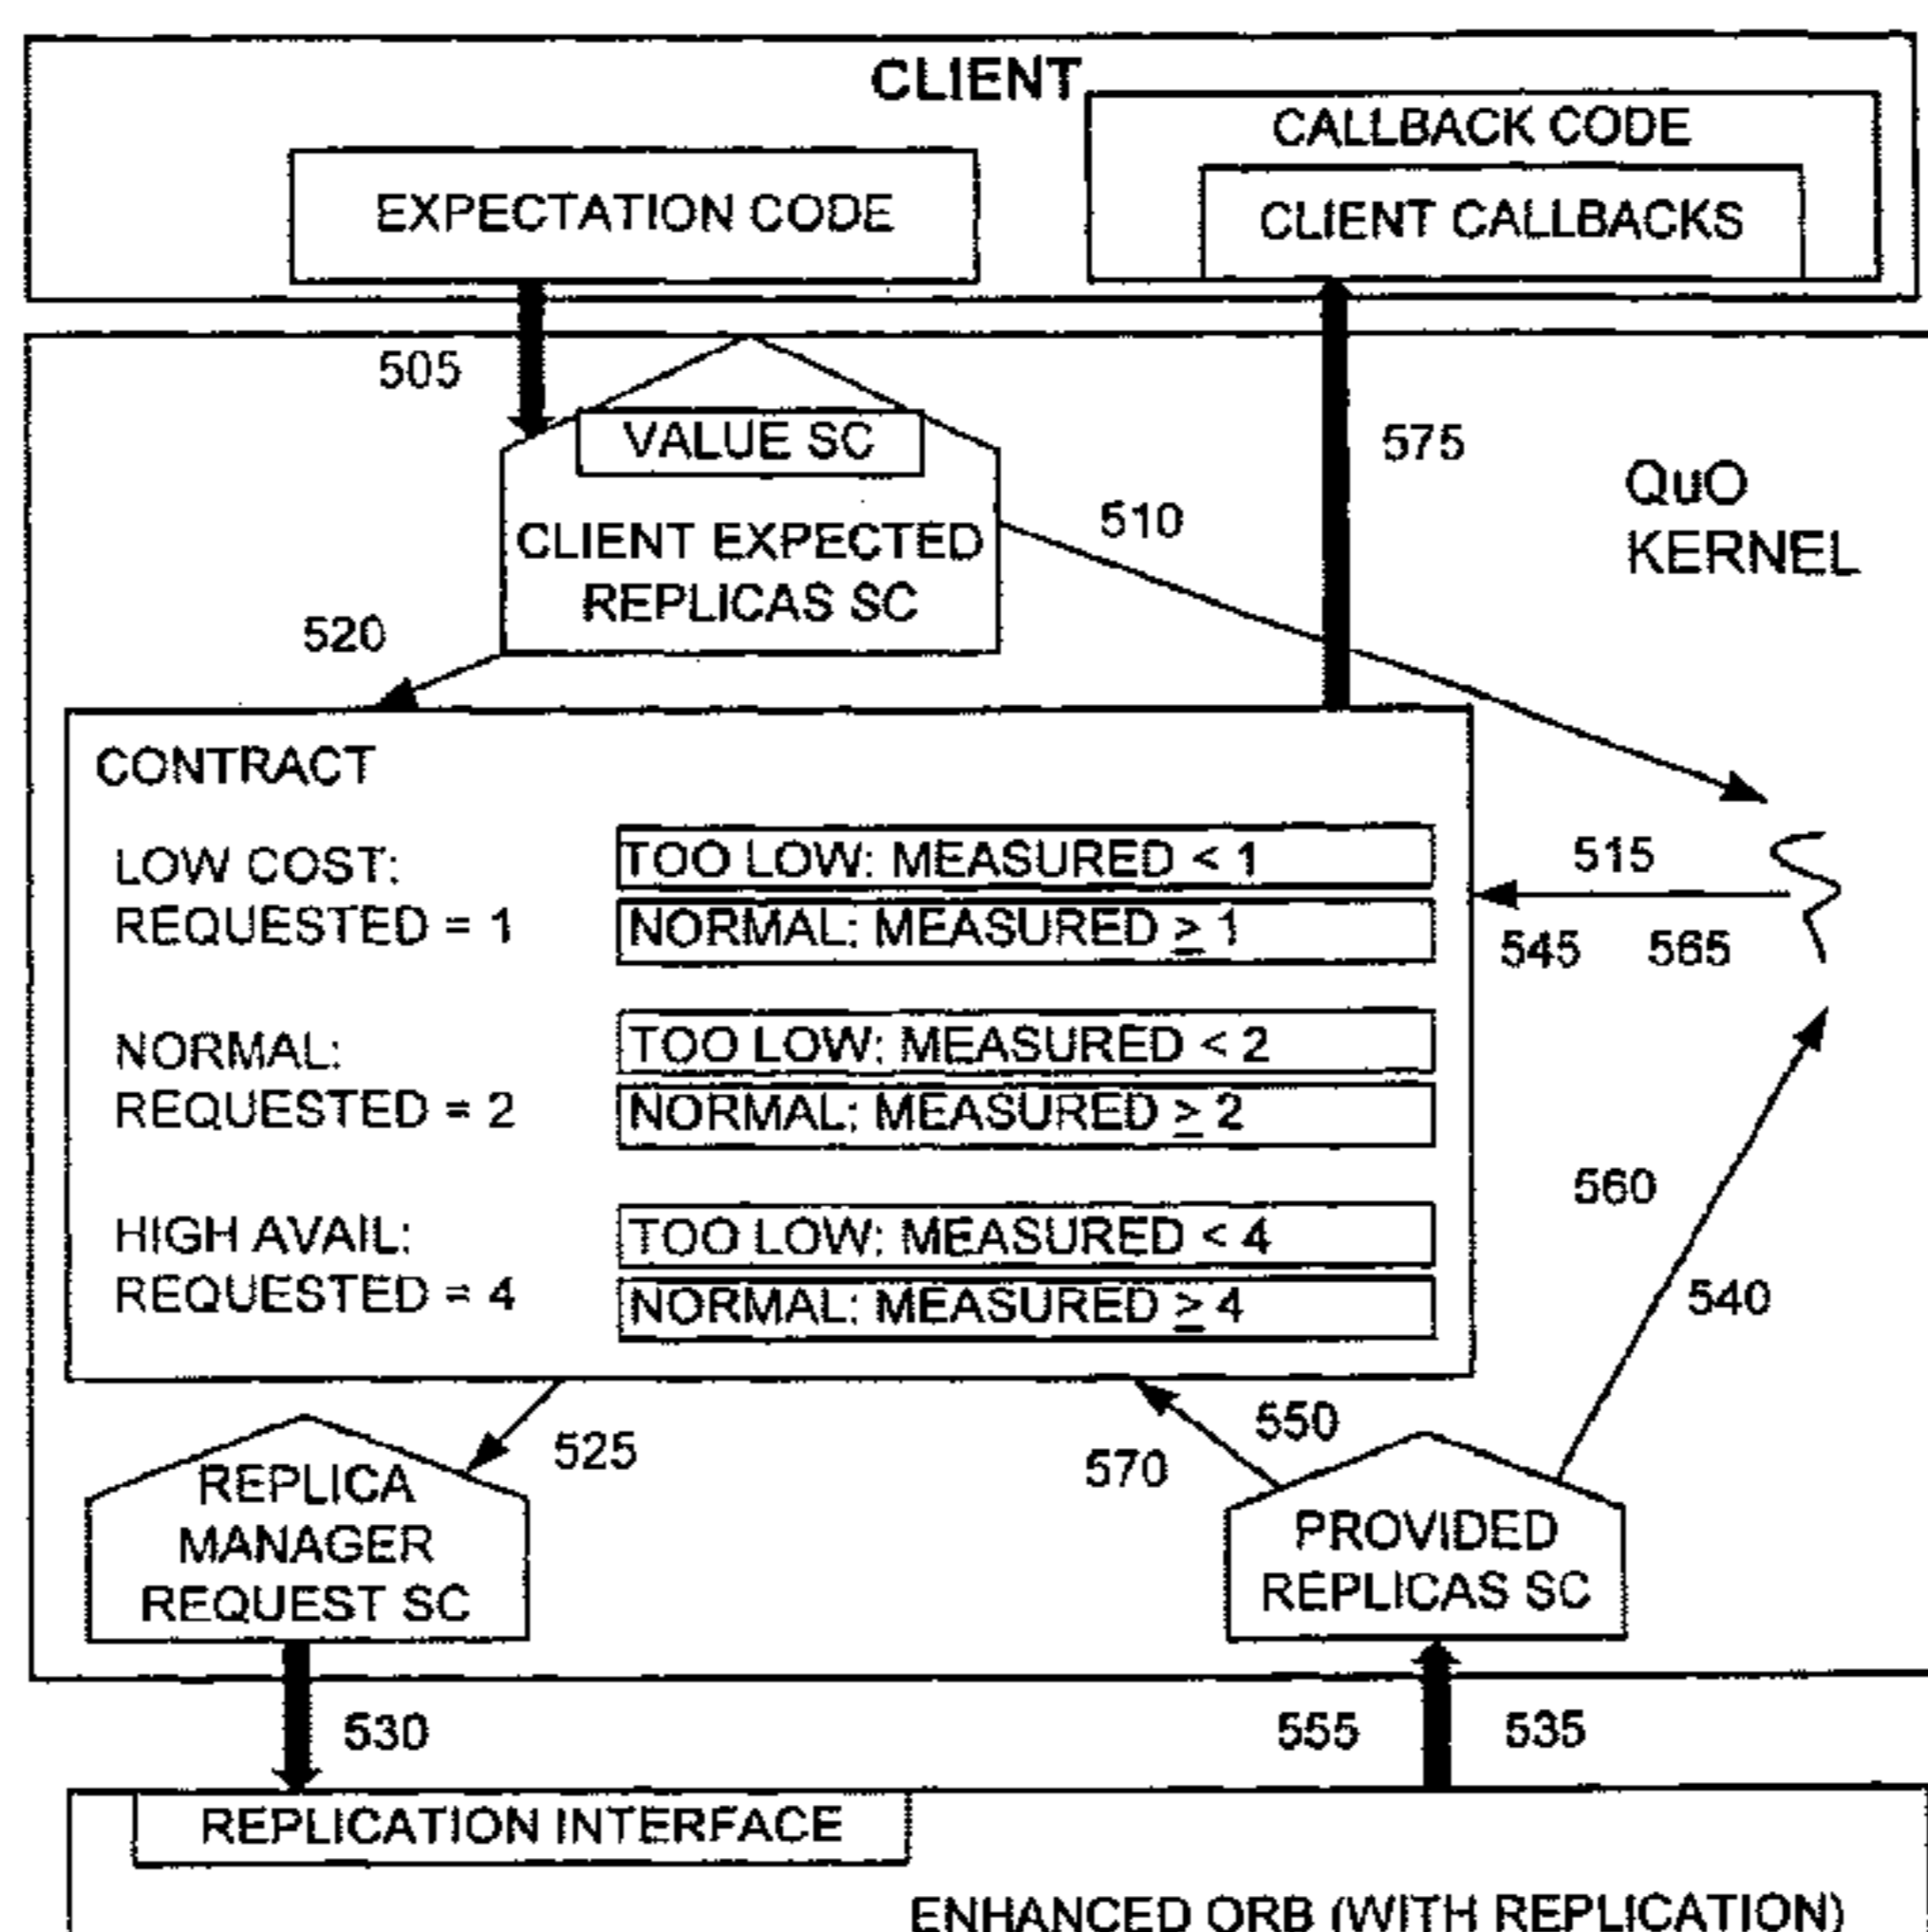 CLIENT
CALLBACK CODE
EXPECTATION CODE
CLIENT CALLBACKS
505
VALUE SC
575
QuO
KERNEL
510
CLIENT EXPECTED
REPLICAS SC
520
CONTRACT
LOW COST:
REQUESTED = 1
TOO LOW: MEASURED < 1
NORMAL: MEASURED ≥ 1
515
545 565
NORMAL:
REQUESTED = 2
TOO LOW: MEASURED < 2
NORMAL: MEASURED ≥ 2
560
HIGH AVAIL:
REQUESTED = 4
TOO LOW: MEASURED < 4
NORMAL: MEASURED ≥ 4
540
525
550
570
REPLICA
MANAGER
REQUEST SC
PROVIDED
REPLICAS SC
530
555 535
REPLICATION INTERFACE
ENHANCED ORB (WITH REPLICATION)